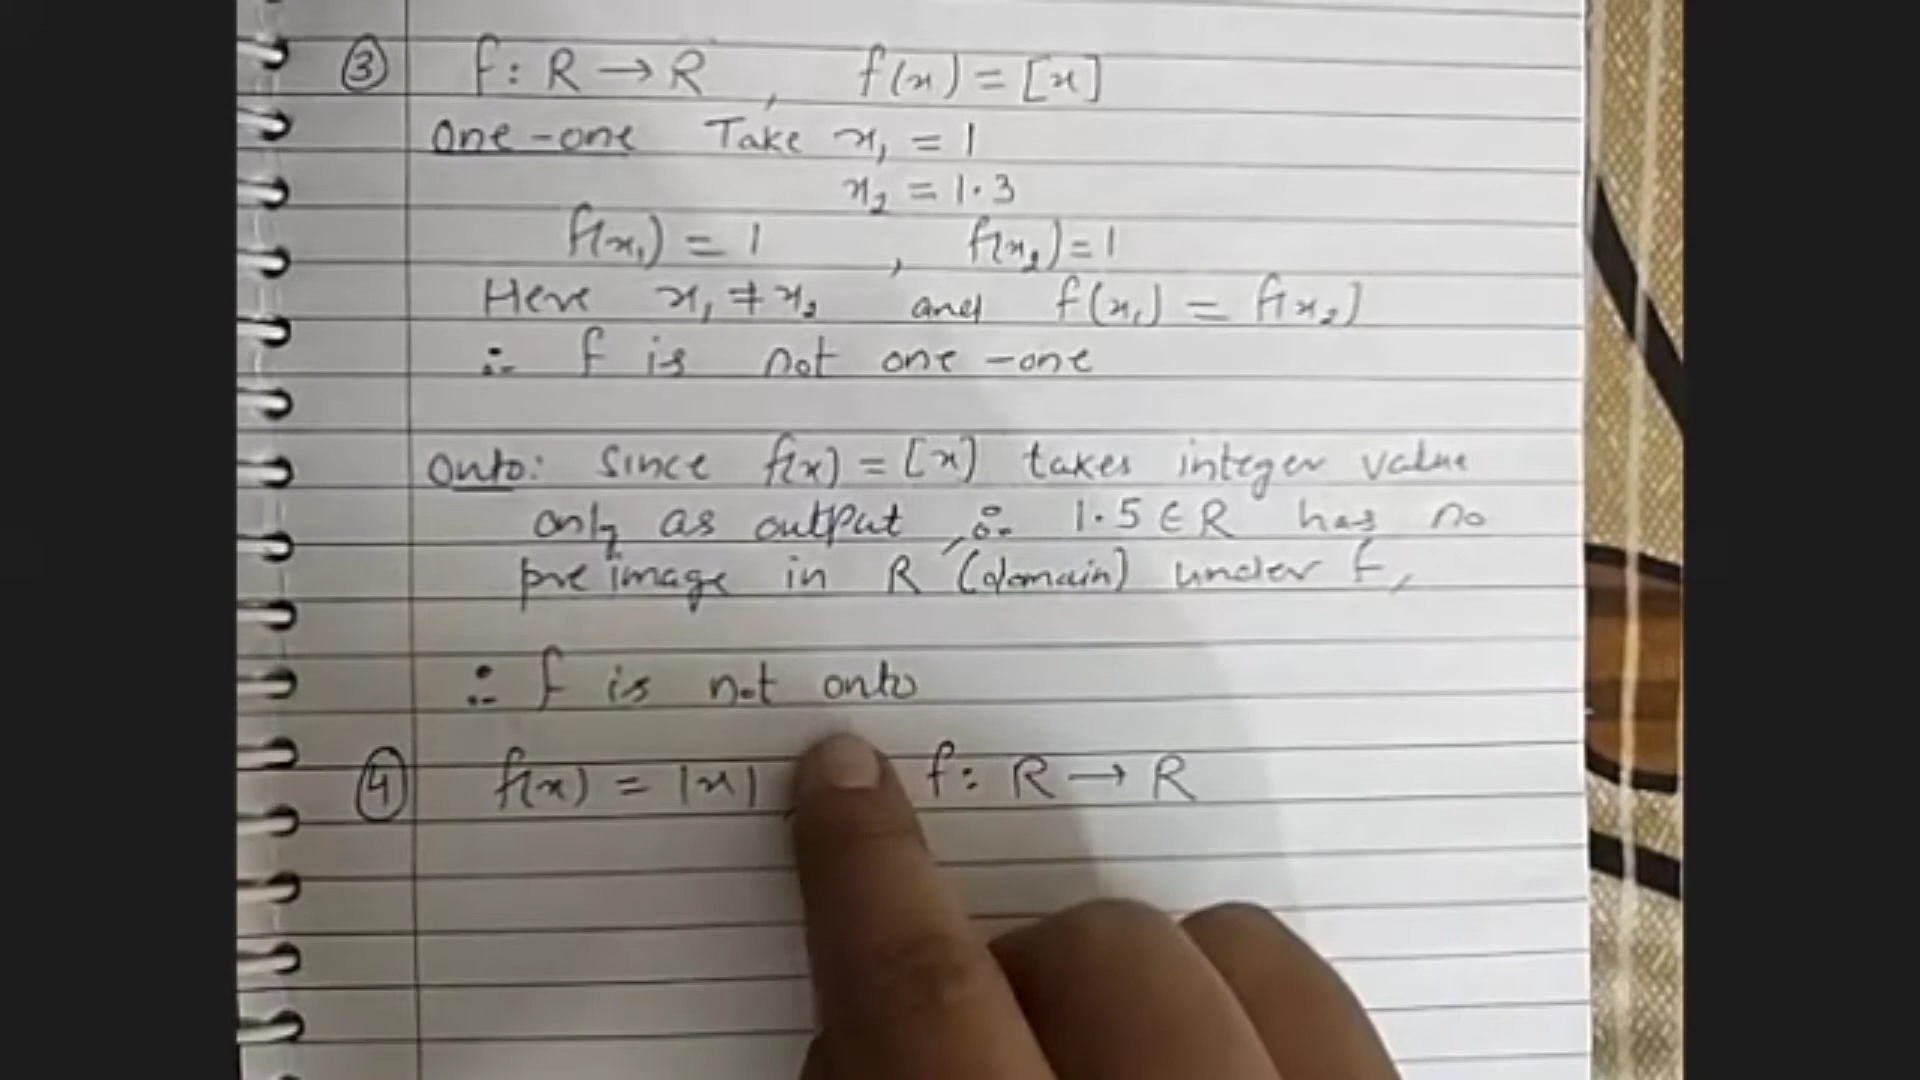 ③ f: R → R , f(x) = [x]
One-one Take x₁ = 1
x₂ = 1.3
f(x₁) = 1 , f(x₂) = 1
Here x₁ ≠ x₂ and f(x₁) = f(x₂)
∴ f is not one-one
Onto: Since f(x) = [x] takes integer value
only as output, ∴ 1.5 ∈ R has no
pre image in R (domain) under f,
∴ f is not onto
④ f(x) = |x| f: R → R